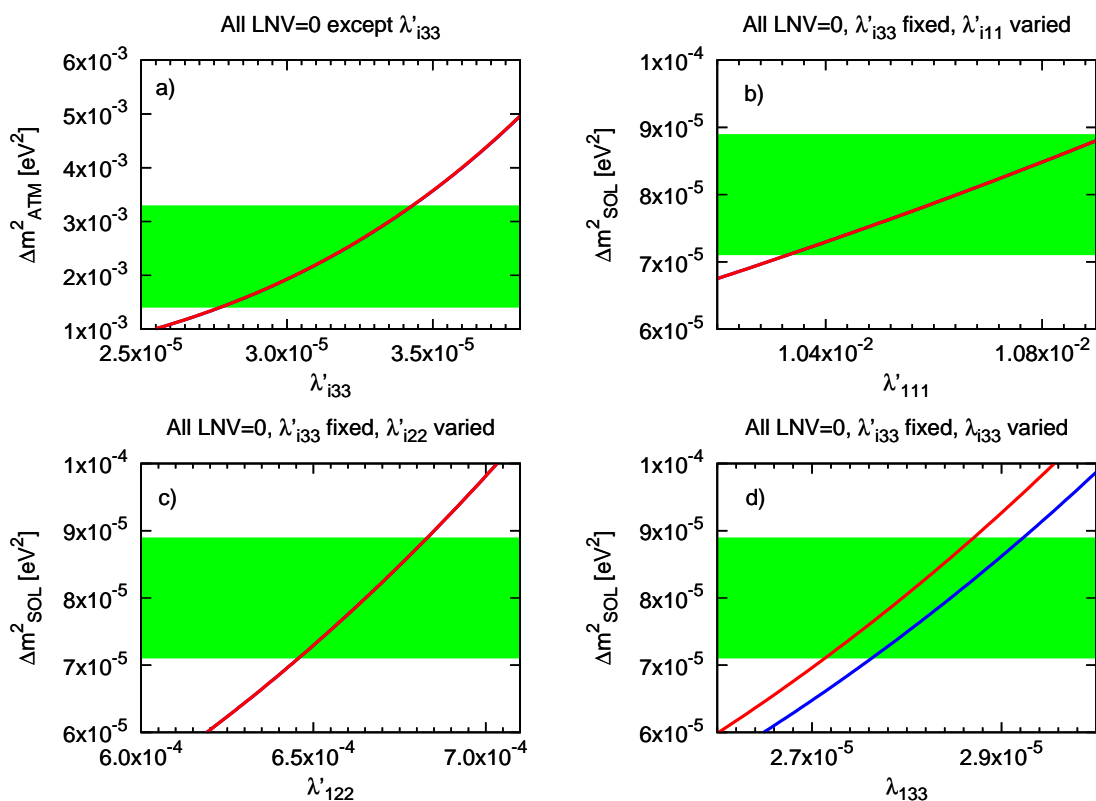 All LNV=0 except λ'i33
a)
6x10-3
5x10-3
4x10-3
3x10-3
2x10-3
1x10-3
Δm2ATM [eV2]
2.5x10-5 3.0x10-5 3.5x10-5
λ'i33
All LNV=0, λ'i33 fixed, λ'i11 varied
b)
1x10-4
9x10-5
8x10-5
7x10-5
6x10-5
Δm2SOL [eV2]
1.04x10-2 1.08x10-2
λ'111
All LNV=0, λ'i33 fixed, λ'i22 varied
c)
1x10-4
9x10-5
8x10-5
7x10-5
6x10-5
Δm2SOL [eV2]
6.0x10-4 6.5x10-4 7.0x10-4
λ'122
All LNV=0, λ'i33 fixed, λi33 varied
d)
1x10-4
9x10-5
8x10-5
7x10-5
6x10-5
Δm2SOL [eV2]
2.7x10-5 2.9x10-5
λ133